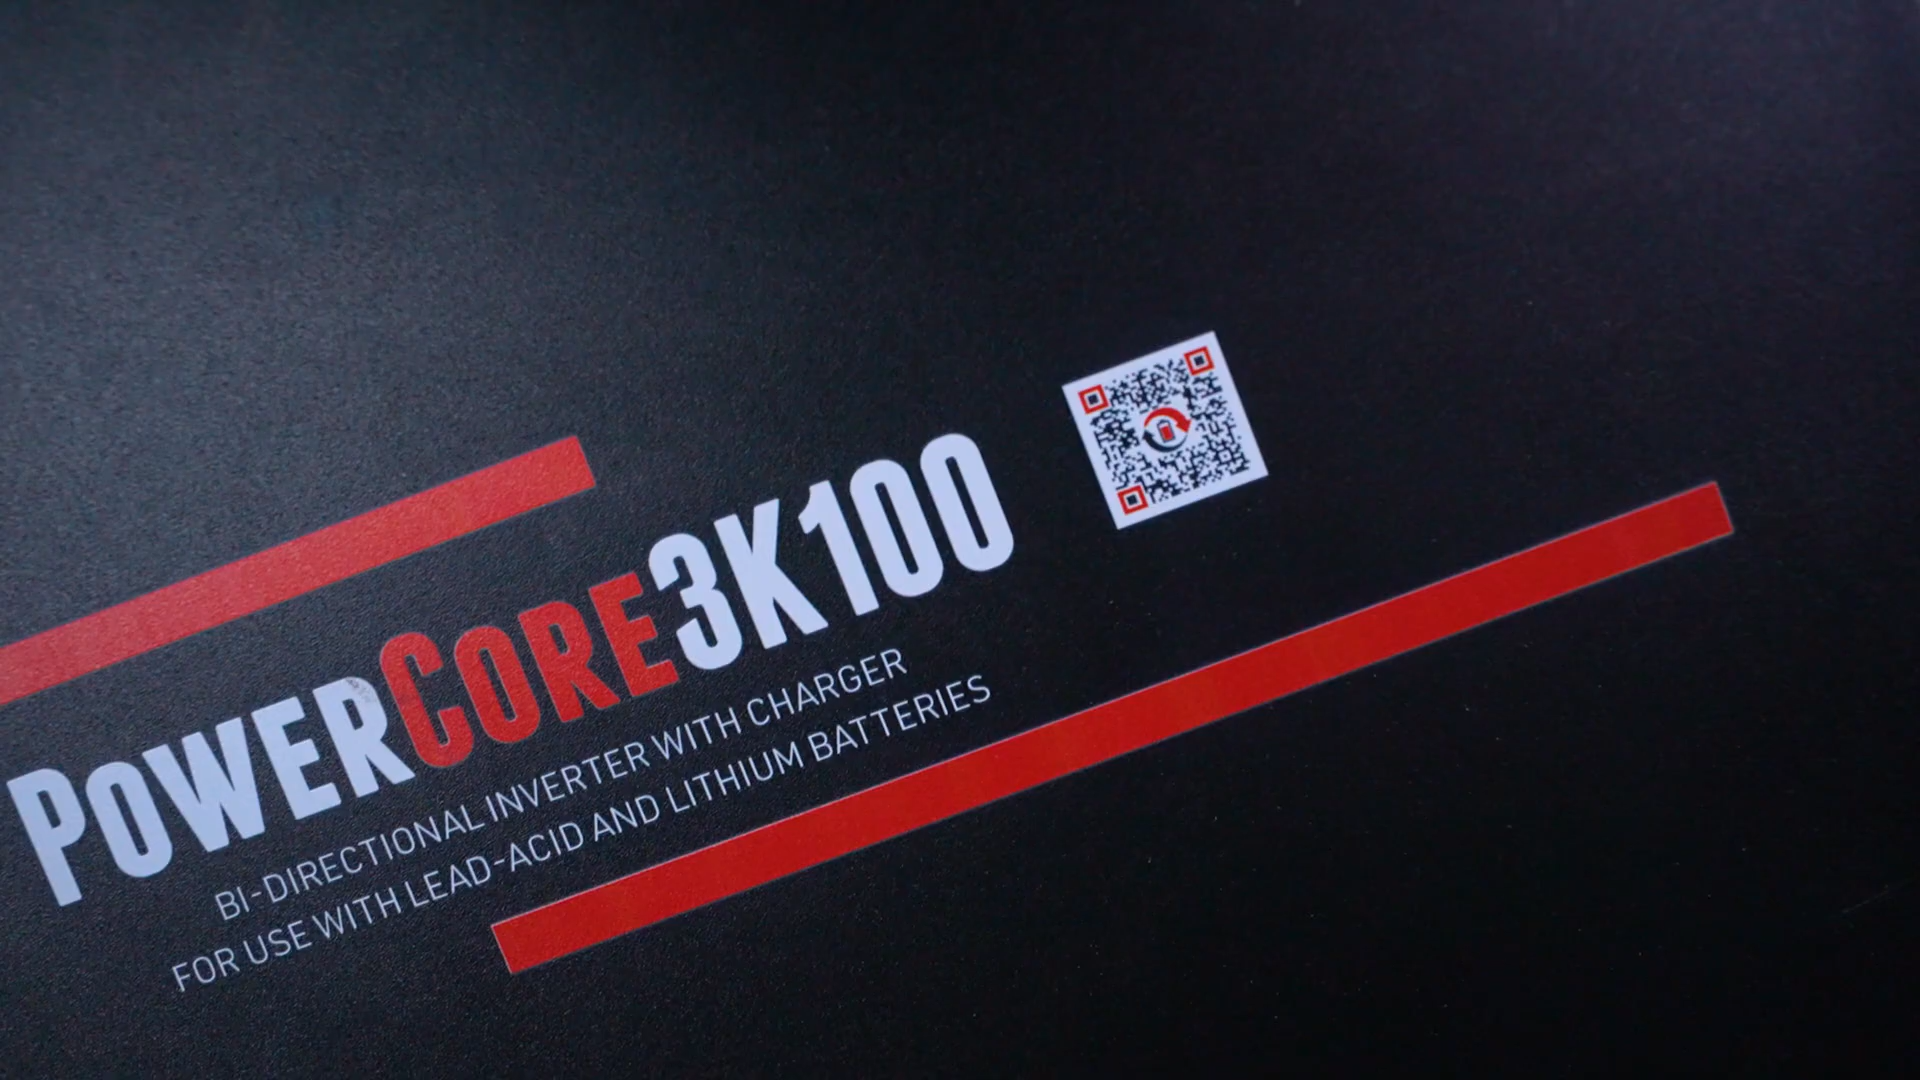 POWERCORE3K100
BI-DIRECTIONAL INVERTER WITH CHARGER
FOR USE WITH LEAD-ACID AND LITHIUM BATTERIES